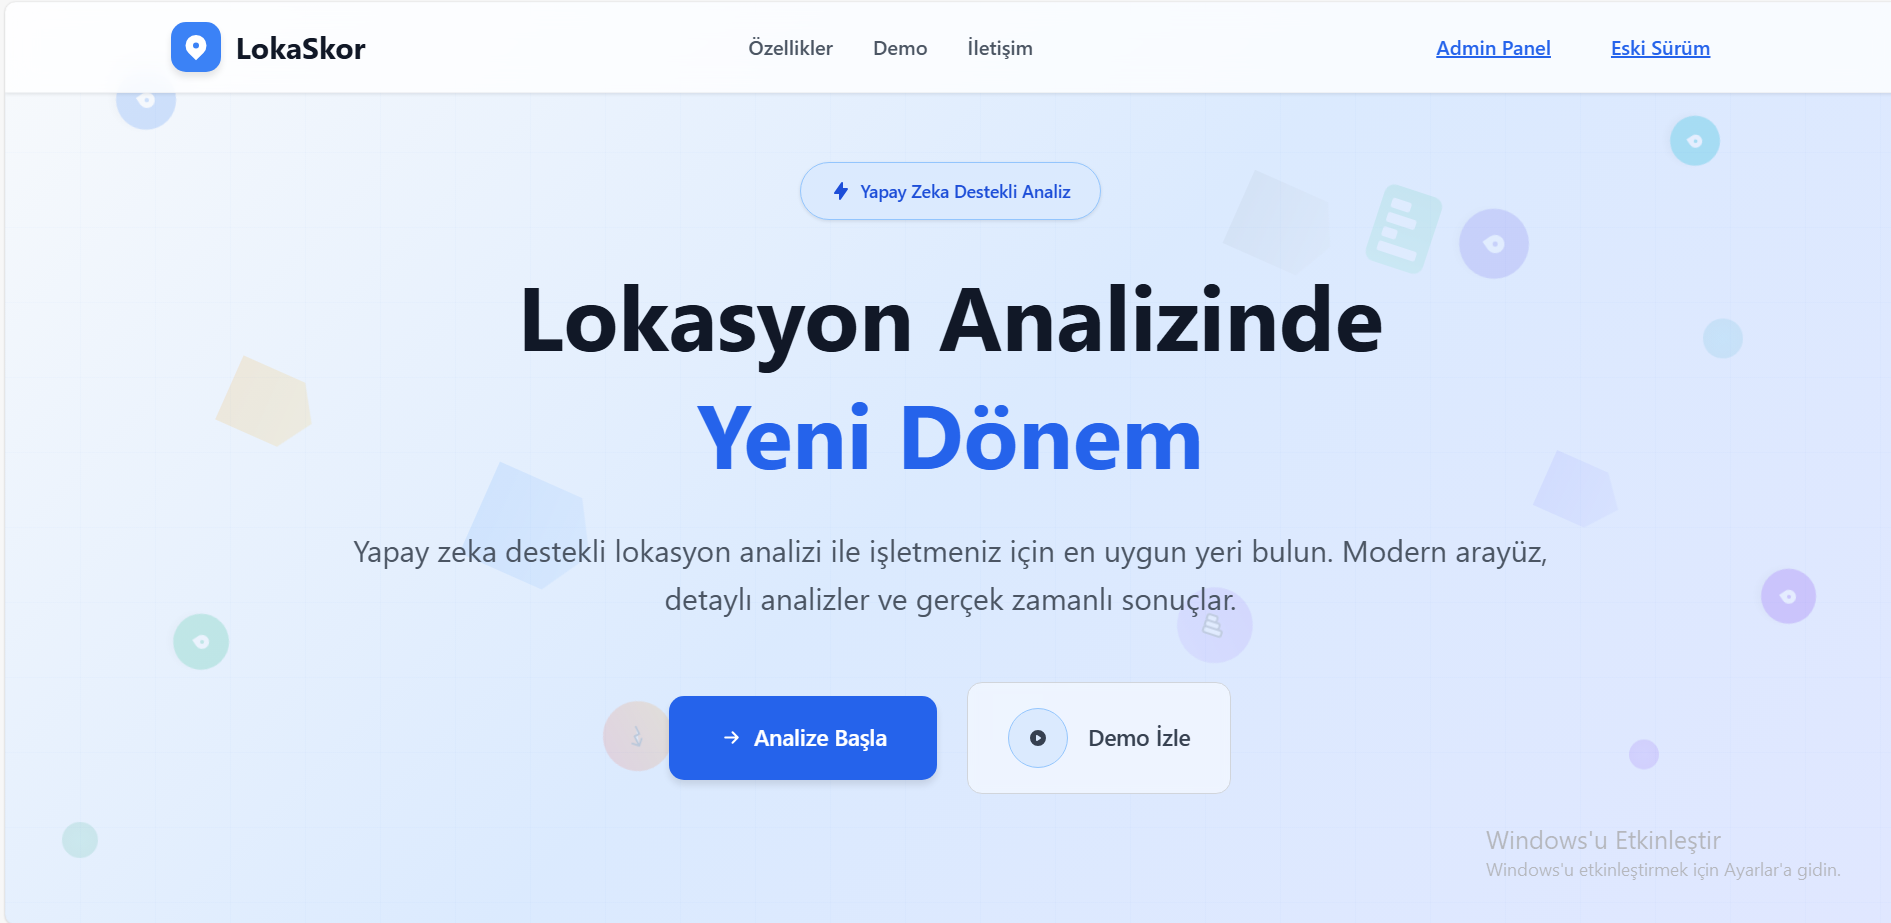 LokaSkor
Özellikler
Demo
İletişim
Admin Panel
Eski Sürüm
Yapay Zeka Destekli Analiz
Lokasyon Analizinde
Yeni Dönem
Yapay zeka destekli lokasyon analizi ile işletmeniz için en uygun yeri bulun. Modern arayüz,
detaylı analizler ve gerçek zamanlı sonuçlar.
Analize Başla
Demo İzle
Windows'u Etkinleştir
Windows'u etkinleştirmek için Ayarlar'a gidin.